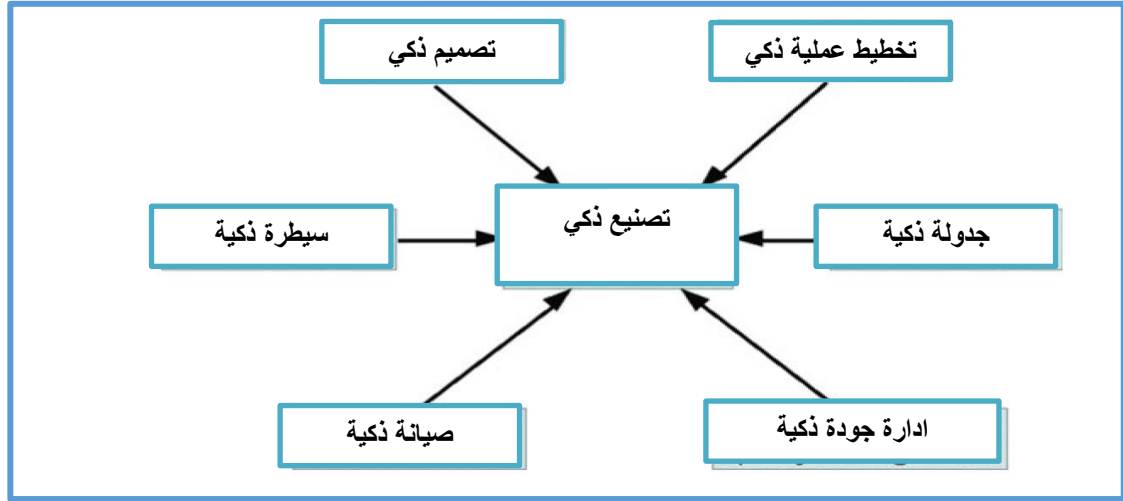 تخطيط عملية ذكي
تصميم ذكي
تصنيع ذكي
جدولة ذكية
سيطرة ذكية
ادارة جودة ذكية
صيانة ذكية